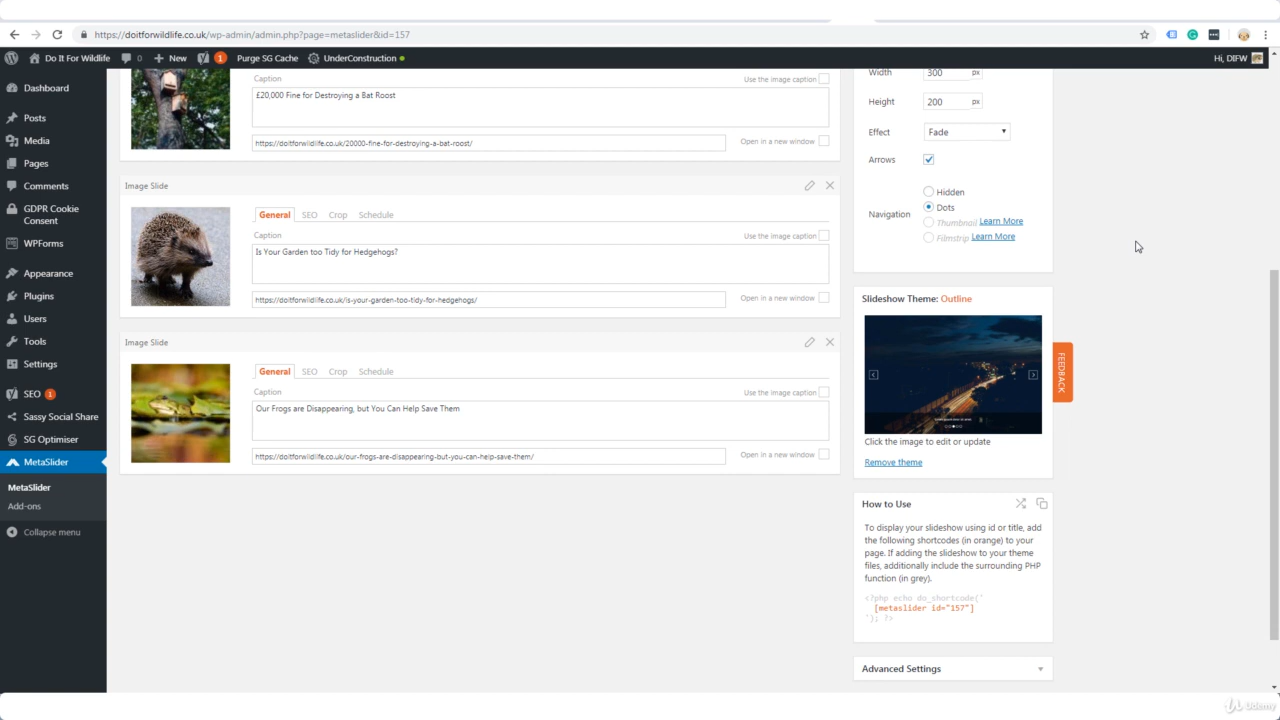 https://doitforwildlife.co.uk/wp-admin/admin.php?page=metaslider&id=157
Do It For Wildlife 0 New 1 Purge SG Cache UnderConstruction Hi, DIFW
Dashboard
Posts
Media
Pages
Comments
GDPR Cookie
Consent
WPForms
Appearance
Plugins
Users
Tools
Settings
SEO 1
Sassy Social Share
SG Optimiser
MetaSlider
MetaSlider
Add-ons
Collapse menu
Caption Use the image caption
£20,000 Fine for Destroying a Bat Roost
https://doitforwildlife.co.uk/20000-fine-for-destroying-a-bat-roost/ Open in a new window
Image Slide
General SEO Crop Schedule
Caption Use the image caption
Is Your Garden too Tidy for Hedgehogs?
https://doitforwildlife.co.uk/is-your-garden-too-tidy-for-hedgehogs/ Open in a new window
Image Slide
General SEO Crop Schedule
Caption Use the image caption
Our Frogs are Disappearing, but You Can Help Save Them
https://doitforwildlife.co.uk/our-frogs-are-disappearing-but-you-can-help-save-them/ Open in a new window
Width 300 px
Height 200 px
Effect Fade
Arrows
Navigation
Hidden
Dots
Thumbnail Learn More
Filmstrip Learn More
Slideshow Theme: Outline
Click the image to edit or update
Remove theme
FEEDBACK
How to Use
To display your slideshow using id or title, add
the following shortcodes (in orange) to your
page. If adding the slideshow to your theme
files, additionally include the surrounding PHP
function (in grey).
<?php echo do_shortcode('
[metaslider id="157"]
'); ?>
Advanced Settings
Udemy